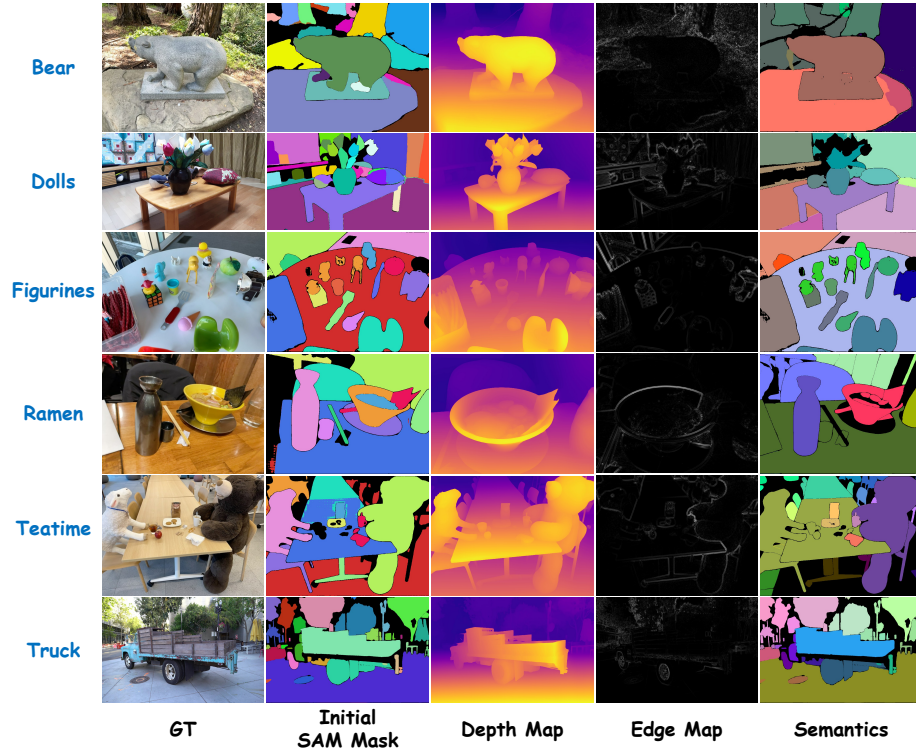 Bear
Dolls
Figurines
Ramen
Teatime
Truck
GT
Initial
SAM Mask
Depth Map
Edge Map
Semantics